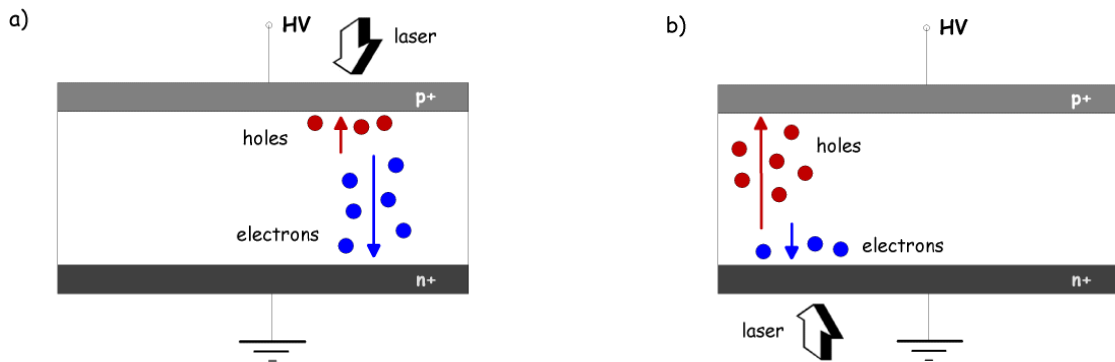 a)
HV
laser
p+
holes
electrons
n+
b)
HV
p+
holes
electrons
n+
laser